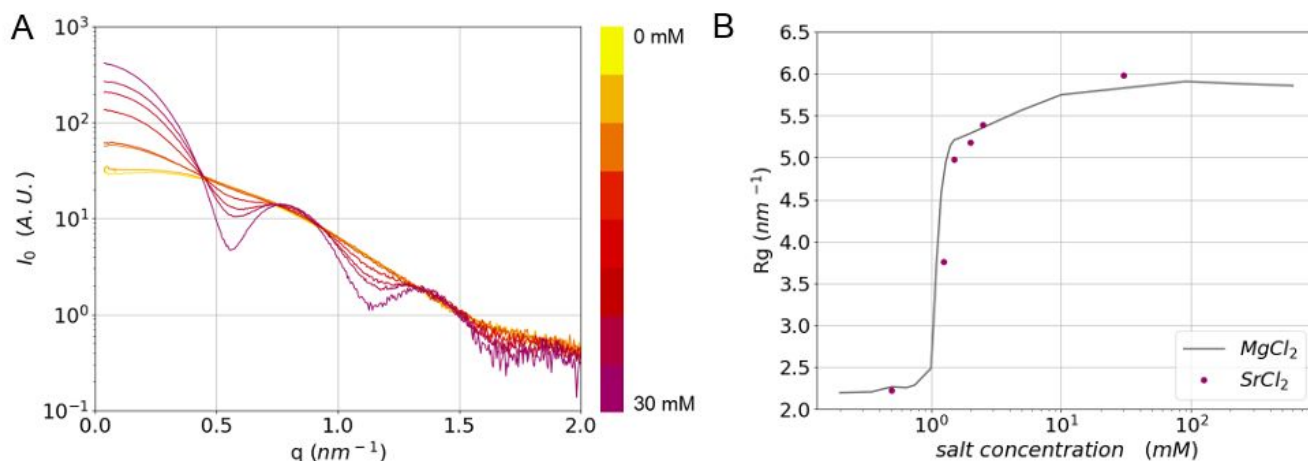 A
10³
10²
10¹
10⁰
10⁻¹
I₀ (A.U.)
0.0 0.5 1.0 1.5 2.0
q (nm⁻¹)
0 mM
30 mM
B
6.5
6.0
5.5
5.0
4.5
4.0
3.5
3.0
2.5
2.0
Rg (nm⁻¹)
MgCl₂
SrCl₂
10⁰ 10¹ 10²
salt concentration (mM)